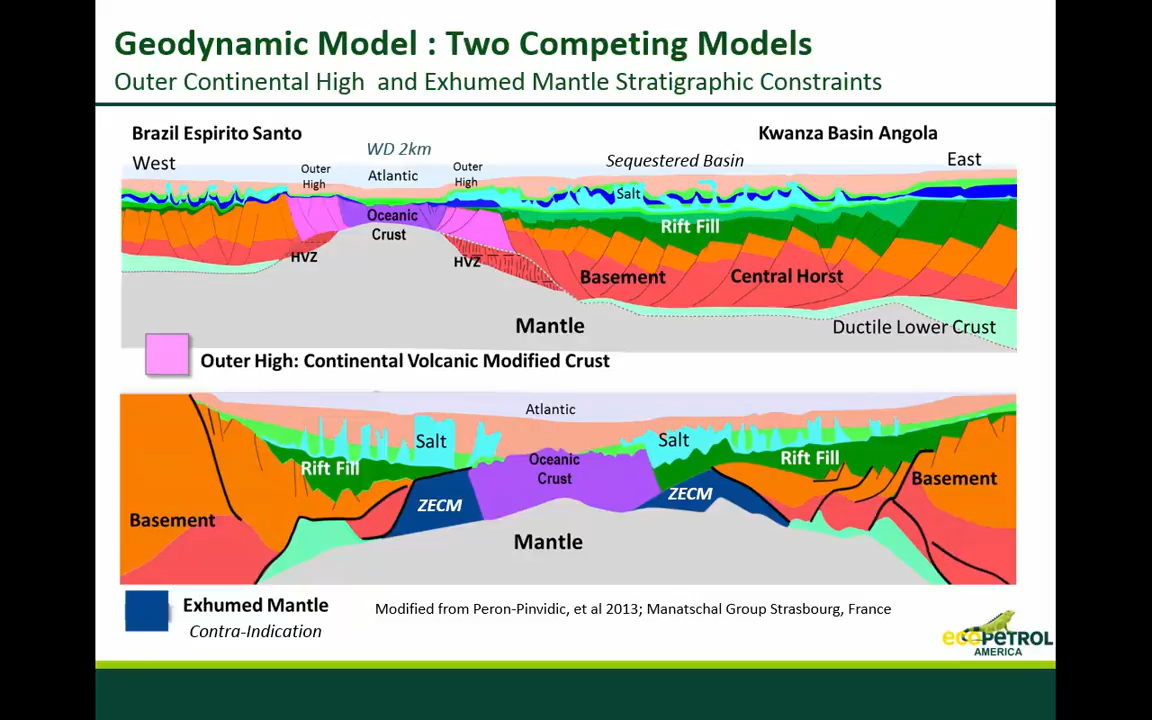 Geodynamic Model : Two Competing Models
Outer Continental High and Exhumed Mantle Stratigraphic Constraints
Brazil Espirito Santo
Kwanza Basin Angola
West
WD 2km
Sequestered Basin
East
Outer
High
Atlantic
Outer
High
Salt
Oceanic
Crust
Rift Fill
HVZ
HVZ
Basement
Central Horst
Mantle
Ductile Lower Crust
Outer High: Continental Volcanic Modified Crust
Atlantic
Salt
Salt
Oceanic
Crust
Rift Fill
Rift Fill
ZECM
ZECM
Basement
Basement
Mantle
Exhumed Mantle
Contra-Indication
Modified from Peron-Pinvidic, et al 2013; Manatschal Group Strasbourg, France
ecoPETROL
AMERICA